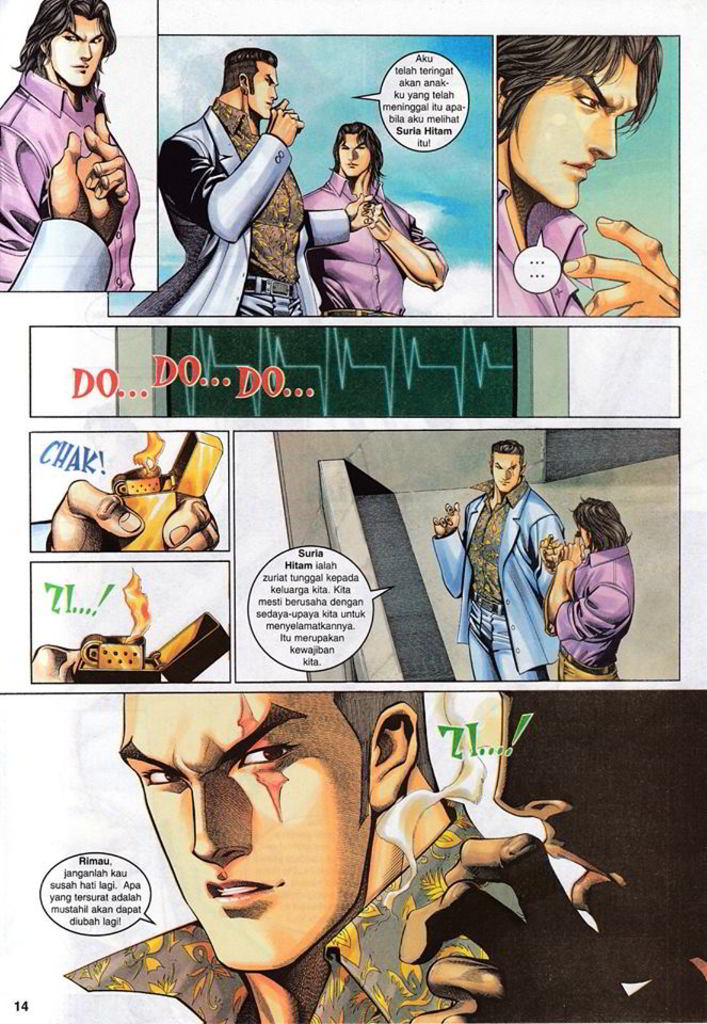 Aku
telah teringat
akan anak-
ku yang telah
meninggal itu apa-
bila aku melihat
Suria Hitam
itu!
...
...
DO... DO... DO...
CHAK!
Suria
Hitam ialah
zuriat tunggal kepada
keluarga kita. Kita
mesti berusaha dengan
sedaya-upaya kita untuk
menyelamatkannya.
Itu merupakan
kewajiban
kita.
Rimau,
janganlah kau
susah hati lagi. Apa
yang tersurat adalah
mustahil akan dapat
diubah lagi!
14